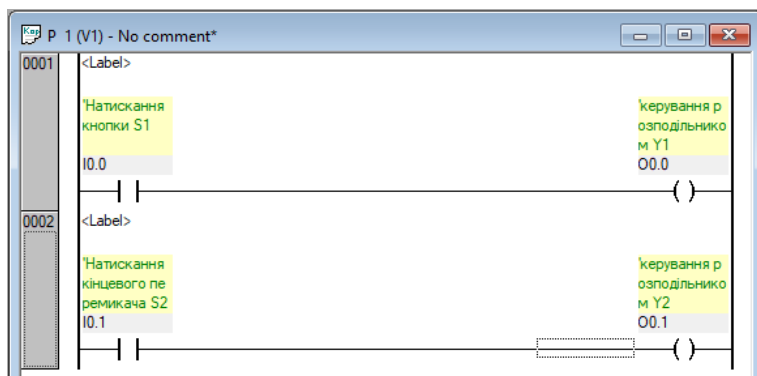 Kop P 1 (V1) - No comment*
0001 <Label>
'Натискання
кнопки S1
I0.0
'керування р
озподільнико
м Y1
O0.0
0002 <Label>
'Натискання
кінцевого пе
ремикача S2
I0.1
'керування р
озподільнико
м Y2
O0.1